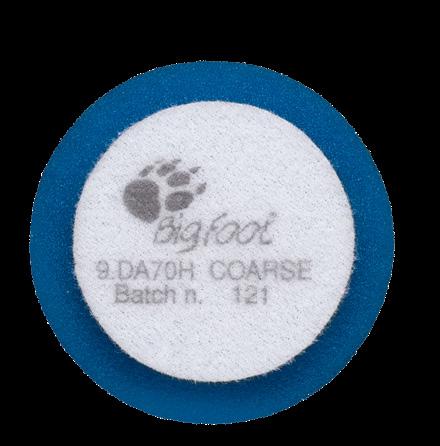 Bigfoot
9.DA70H COARSE
Batch n. 121